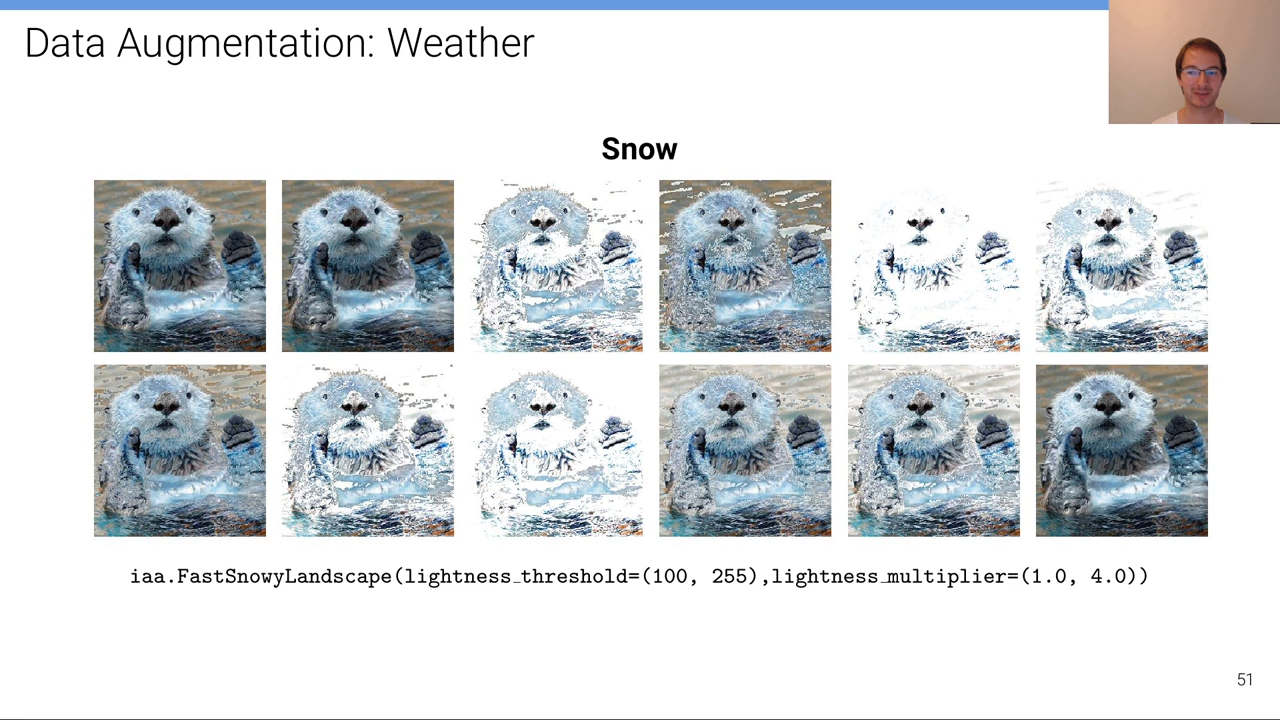 Data Augmentation: Weather
Snow
iaa.FastSnowyLandscape(lightness_threshold=(100, 255),lightness_multiplier=(1.0, 4.0))
51